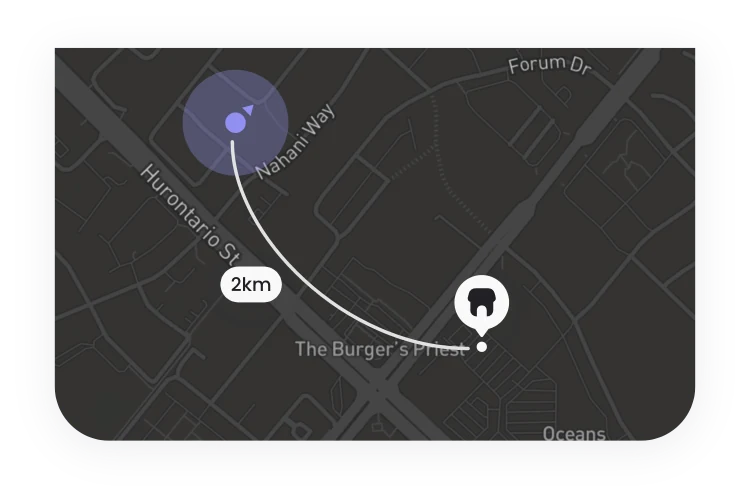 Forum Dr
Nahani Way
Hurontario St
2km
The Burger's Priest
Oceans